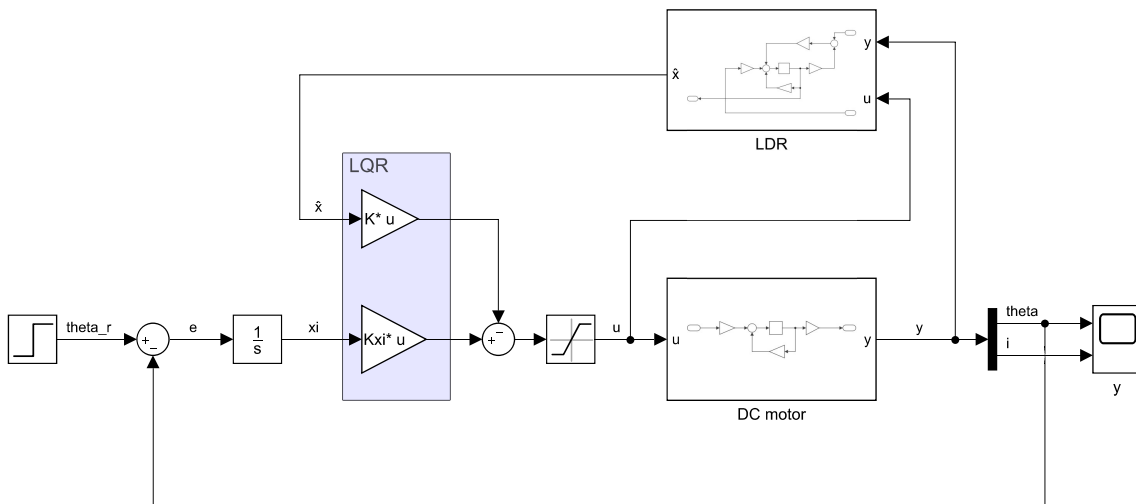 y
x̂
u
LDR
LQR
x̂
K* u
theta_r
e
1
s
xi
Kxi* u
u
u
y
y
theta
i
y
DC motor